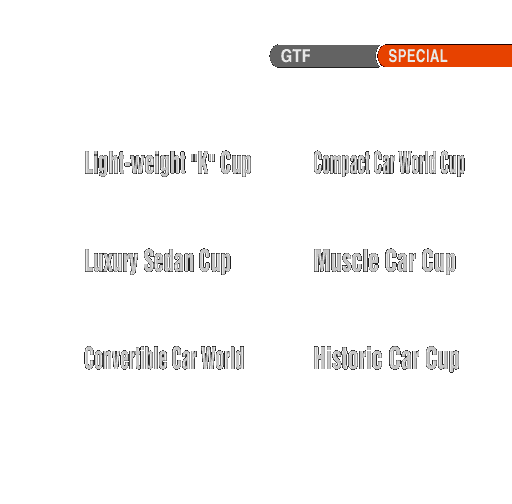 GTF SPECIAL
Light-weight "K" Cup
Compact Car World Cup
Luxury Sedan Cup
Muscle Car Cup
Convertible Car World
Historic Car Cup